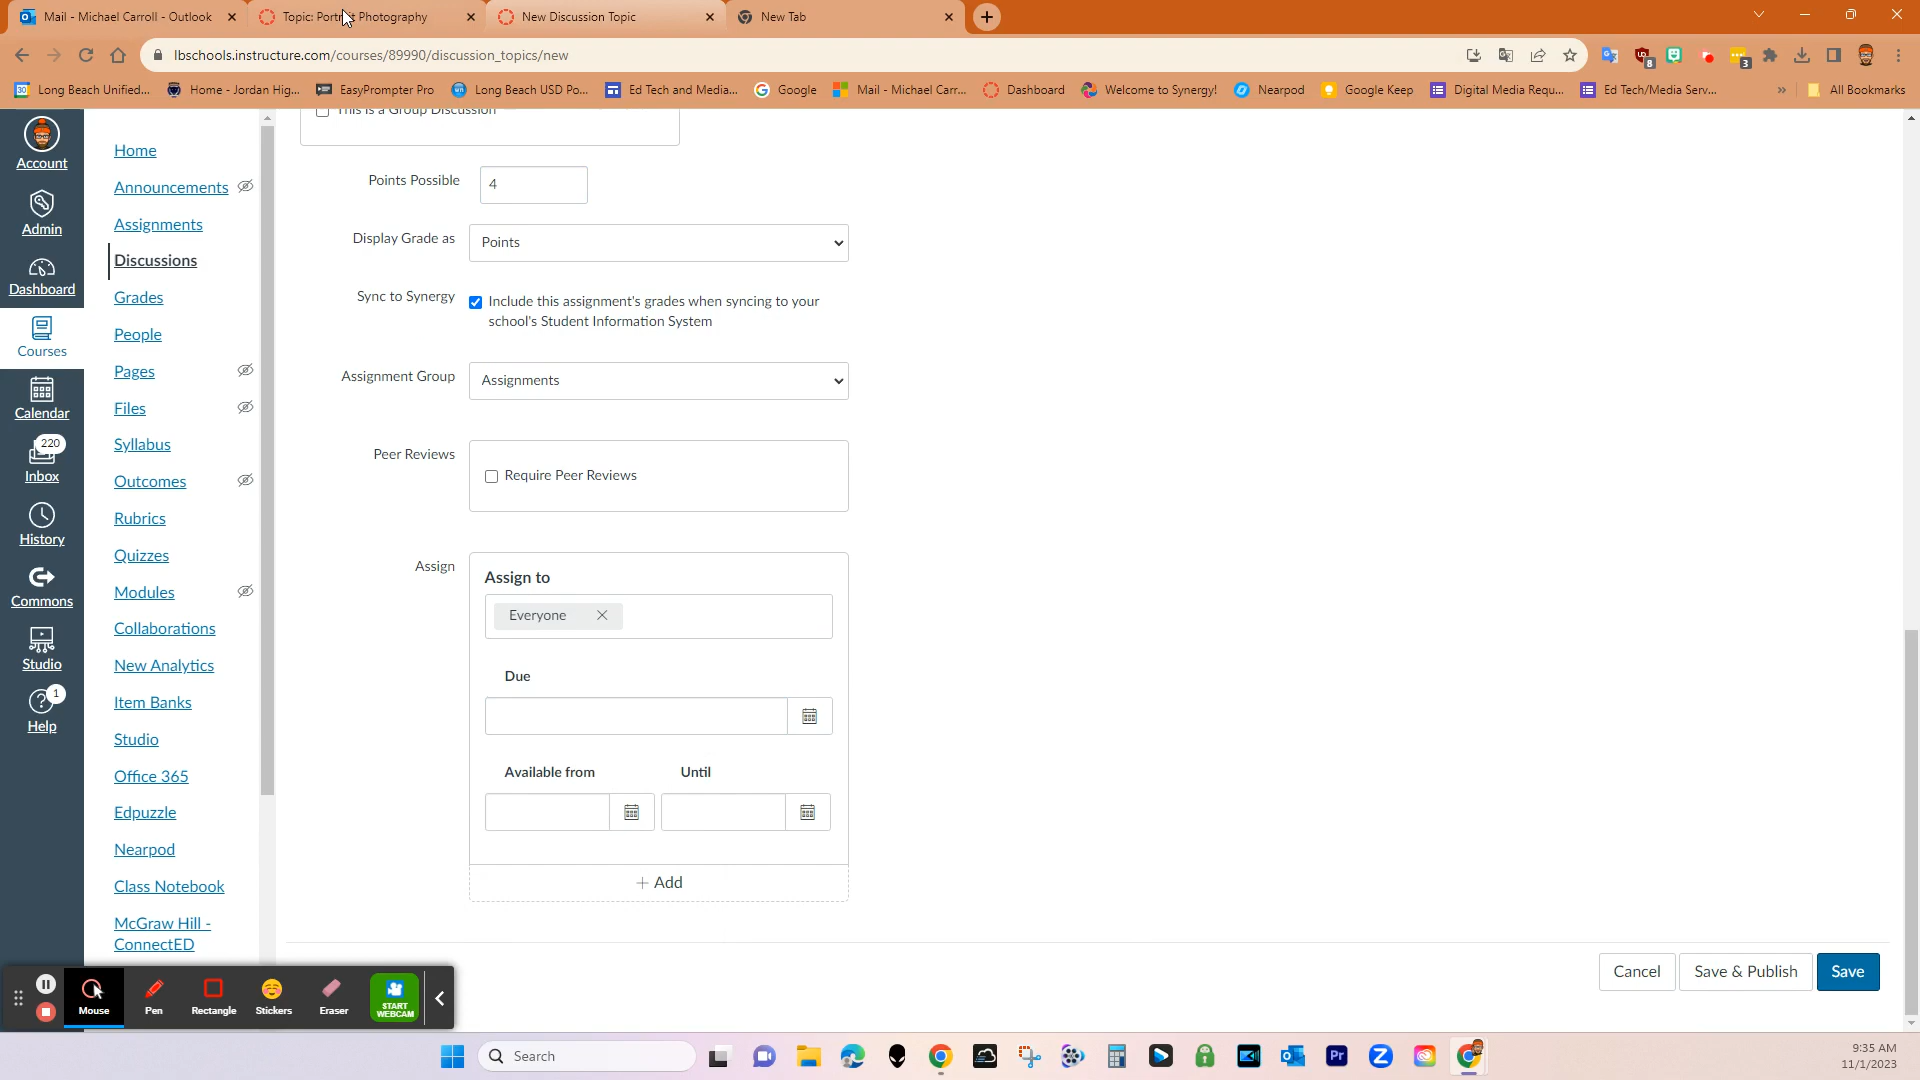 Mail - Michael Carroll - Outlook
Topic: Portrait Photography
New Discussion Topic
New Tab
lbschools.instructure.com/courses/89990/discussion_topics/new
8
3
30 Long Beach Unified...
Home - Jordan Hig...
EasyPrompter Pro
Long Beach USD Po...
Ed Tech and Media...
Google
Mail - Michael Carr...
Dashboard
Welcome to Synergy!
Nearpod
Google Keep
Digital Media Requ...
Ed Tech/Media Serv...
»
All Bookmarks
Account
Admin
Dashboard
Courses
Calendar
220
Inbox
History
Commons
Studio
1
Help
Home
Announcements
Assignments
Discussions
Grades
People
Pages
Files
Syllabus
Outcomes
Rubrics
Quizzes
Modules
Collaborations
New Analytics
Item Banks
Studio
Office 365
Edpuzzle
Nearpod
Class Notebook
McGraw Hill -
ConnectED
This is a Group Discussion
Points Possible
4
Display Grade as
Points
Sync to Synergy
Include this assignment's grades when syncing to your
school's Student Information System
Assignment Group
Assignments
Peer Reviews
Require Peer Reviews
Assign
Assign to
Everyone
Due
Available from
Until
+ Add
Cancel
Save & Publish
Save
Mouse
Pen
Rectangle
Stickers
Eraser
START
WEBCAM
Search
Pr
Z
9:35 AM
11/1/2023